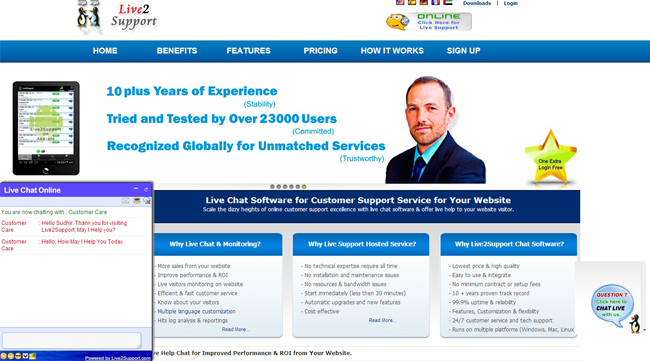 Live2
Support
Downloads | Login
ONLINE
Click Here for
Live Support
HOME BENEFITS FEATURES PRICING HOW IT WORKS SIGN UP
10 plus Years of Experience
(Stability)
Tried and Tested by Over 23000 Users
(Committed)
Recognized Globally for Unmatched Services
(Trustworthy)
Live2Support
on
Android
One Extra
Login Free
Live Chat Software for Customer Support Service for Your Website
Scale the dizzy heights of online customer support excellence with live chat software & offer live help to your website visitor.
Live Chat Online
You are now chatting with : Customer Care
Customer Care : Hello Sudhir, Thank you for visiting Live2Support, May I Help you?
Customer Care : Hello, How May I Help You Today.
Powered by Live2Support.com
Why Live Chat & Monitoring?
- More sales from your website
- Improve performance & ROI
- Live visitors monitoring on website
- Efficient & fast customer service
- Know about your visitors
- Multiple language customization
- Hits log analysis & reportings
Read More...
Why Live Support Hosted Service?
- No technical expertise require all time
- No installation and maintenance issues
- No resources & bandwidth issues
- Start immediately (less then 30 minutes)
- Automatic upgrades and new features
- Cost effective
Read More...
Why Live2Support Chat Software?
- Lowest price & high quality
- Easy to use & integrate
- No minimum contract or setup fees
- 10 + years proven track record
- 99.9% uptime & reliability
- Features, Customization & flexibility
- 24/7 customer service and tech support
- Runs on multiple platforms (Windows, Mac, Linux
QUESTION ?
Click here to
CHAT LIVE
with us.
ve Help Chat for Improved Performance & ROI from Your Website.